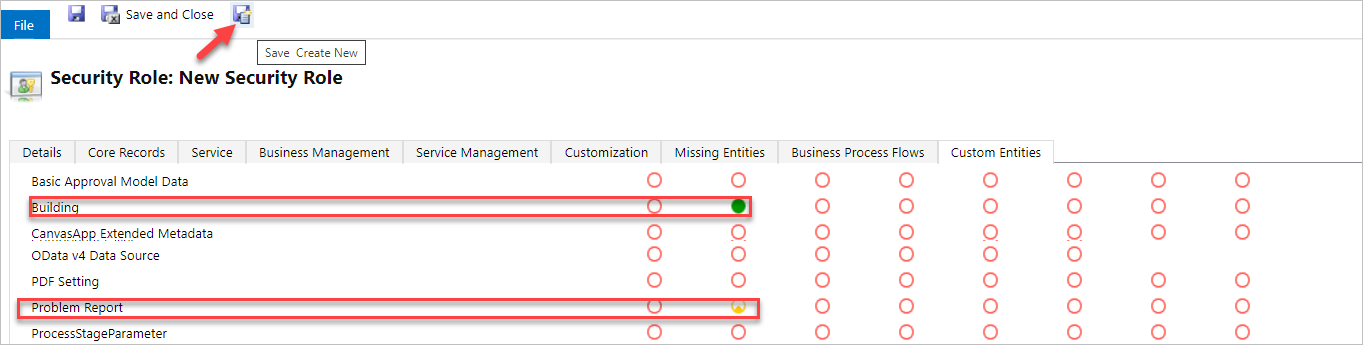 File
Save and Close
Save Create New
Security Role: New Security Role
Details Core Records Service Business Management Service Management Customization Missing Entities Business Process Flows Custom Entities
Basic Approval Model Data
Building
CanvasApp Extended Metadata
OData v4 Data Source
PDF Setting
Problem Report
ProcessStageParameter